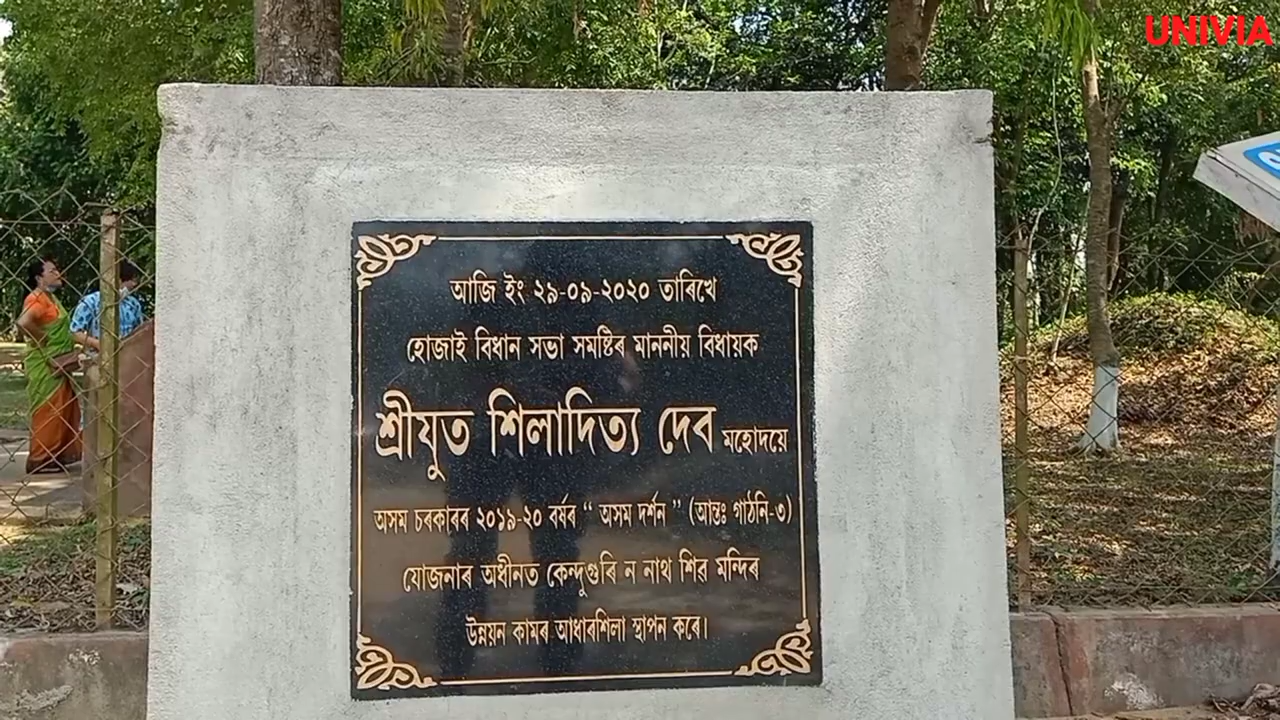 UNIVIA
আজি ইং ২৯-০৯-২০২০ তাৰিখে
হোজাই বিধান সভা সমষ্টিৰ মাননীয় বিধায়ক
শ্ৰীযুত শিলাদিত্য দেব মহোদয়ে
অসম চৰকাৰৰ ২০১৯-২০ বৰ্ষৰ “ অসম দৰ্শন ” (আন্তঃ গাঠনি-৩)
যোজনাৰ অধীনত কেন্দুগুৰি ন নাথ শিৱ মন্দিৰ
উন্নয়ন কামৰ আধাৰশিলা স্থাপন কৰে।